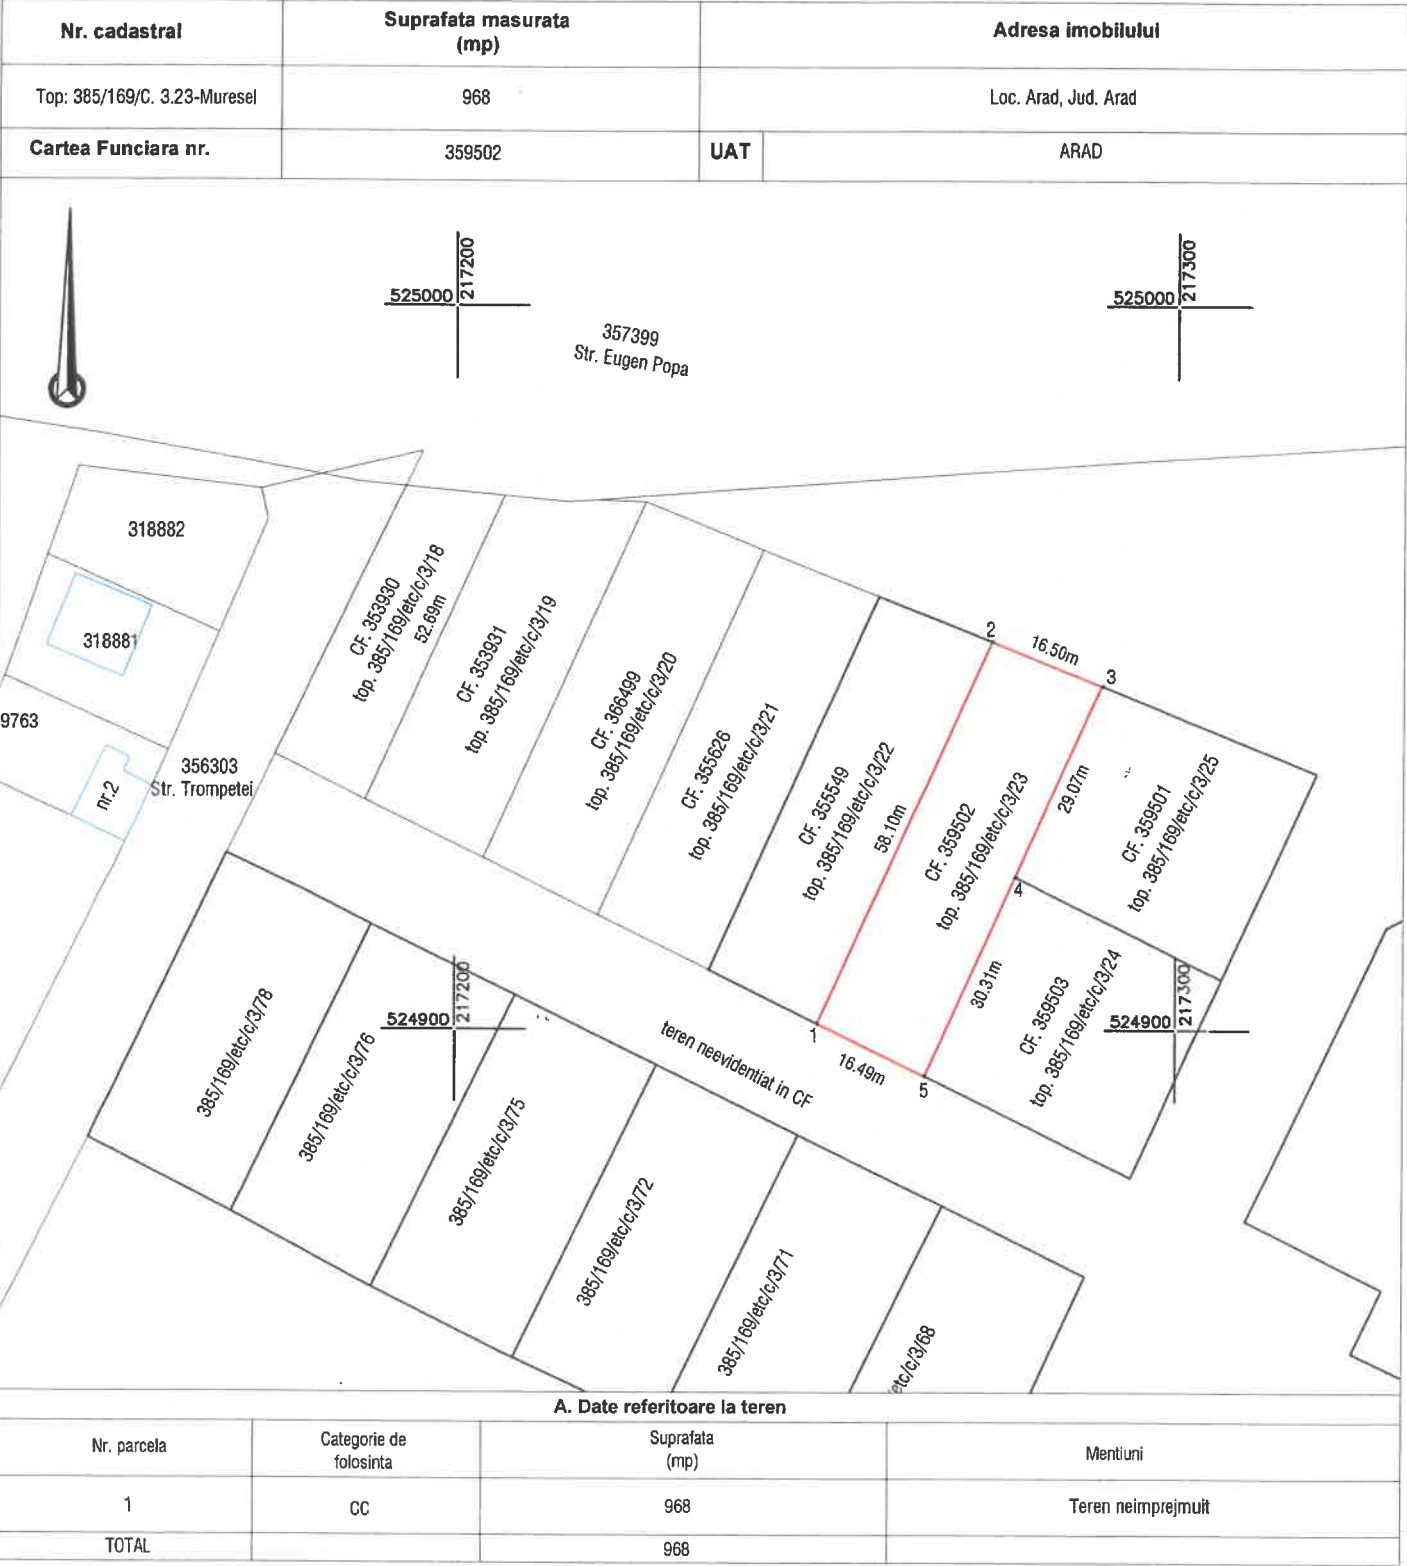 Nr. cadastral
Suprafata masurata
(mp)
Adresa imobilului
Top: 385/169/C. 3.23-Muresel
968
Loc. Arad, Jud. Arad
Cartea Funciara nr.
359502
UAT
ARAD
525000
217200
525000
217300
357399
Str. Eugen Popa
318882
318881
9763
nr.2
356303
Str. Trompetei
CF. 353930
top. 385/169/etc/c/3/18
52.69m
CF. 353931
top. 385/169/etc/c/3/19
CF. 366499
top. 385/169/etc/c/3/20
CF. 355626
top. 385/169/etc/c/3/21
CF. 355549
top. 385/169/etc/c/3/22
58.10m
2
16.50m
3
CF. 359502
top. 385/169/etc/c/3/23
29.07m
CF. 359501
top. 385/169/etc/c/3/25
4
30.31m
CF. 359503
top. 385/169/etc/c/3/24
524900
217300
1
16.49m
5
524900
217200
teren neevidentiat in CF
385/169/etc/c/3/78
385/169/etc/c/3/76
385/169/etc/c/3/75
385/169/etc/c/3/72
385/169/etc/c/3/71
etc/c/3/68
A. Date referitoare la teren
Nr. parcela
Categorie de
folosinta
Suprafata
(mp)
Mentiuni
1
CC
968
Teren neimprejmuit
TOTAL
968